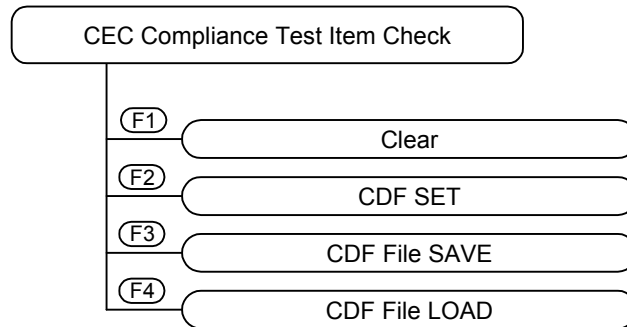 CEC Compliance Test Item Check
F1
Clear
F2
CDF SET
F3
CDF File SAVE
F4
CDF File LOAD